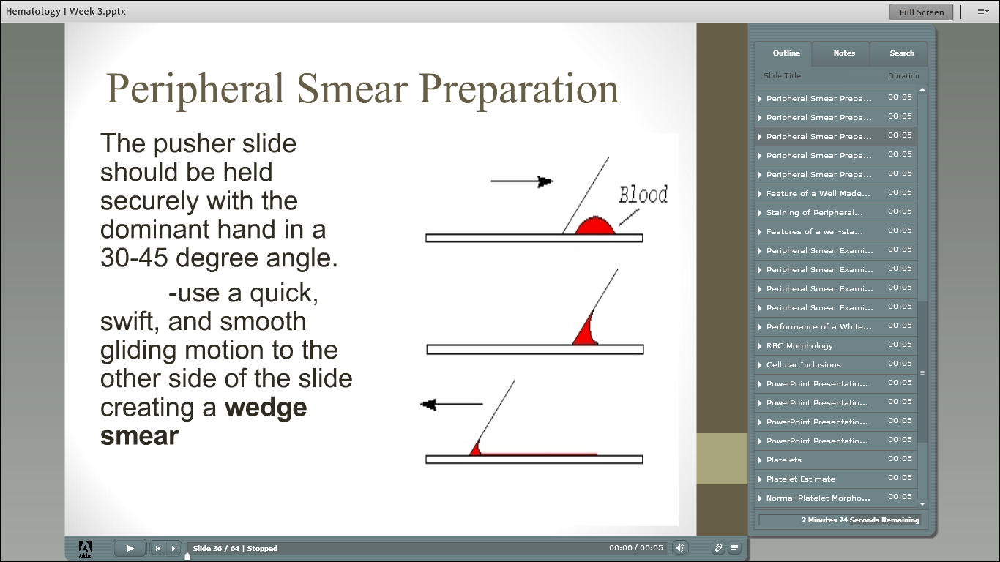 Hematology I Week 3.pptx
Full Screen
Peripheral Smear Preparation
The pusher slide
should be held
securely with the
dominant hand in a
30-45 degree angle.
-use a quick,
swift, and smooth
gliding motion to the
other side of the slide
creating a wedge
smear
Blood
Outline Notes Search
Slide Title Duration
Peripheral Smear Prepa... 00:05
Peripheral Smear Prepa... 00:05
Peripheral Smear Prepa... 00:05
Peripheral Smear Prepa... 00:05
Peripheral Smear Prepa... 00:05
Feature of a Well Made... 00:05
Staining of Peripheral... 00:05
Features of a well-sta... 00:05
Peripheral Smear Exami... 00:05
Peripheral Smear Exami... 00:05
Peripheral Smear Exami... 00:05
Peripheral Smear Exami... 00:05
Performance of a White... 00:05
RBC Morphology 00:05
Cellular Inclusions 00:05
PowerPoint Presentatio... 00:05
PowerPoint Presentatio... 00:05
PowerPoint Presentatio... 00:05
PowerPoint Presentatio... 00:05
Platelets 00:05
Platelet Estimate 00:05
Normal Platelet Morpho... 00:05
2 Minutes 24 Seconds Remaining
Adobe
Slide 36 / 64 | Stopped 00:00 / 00:05